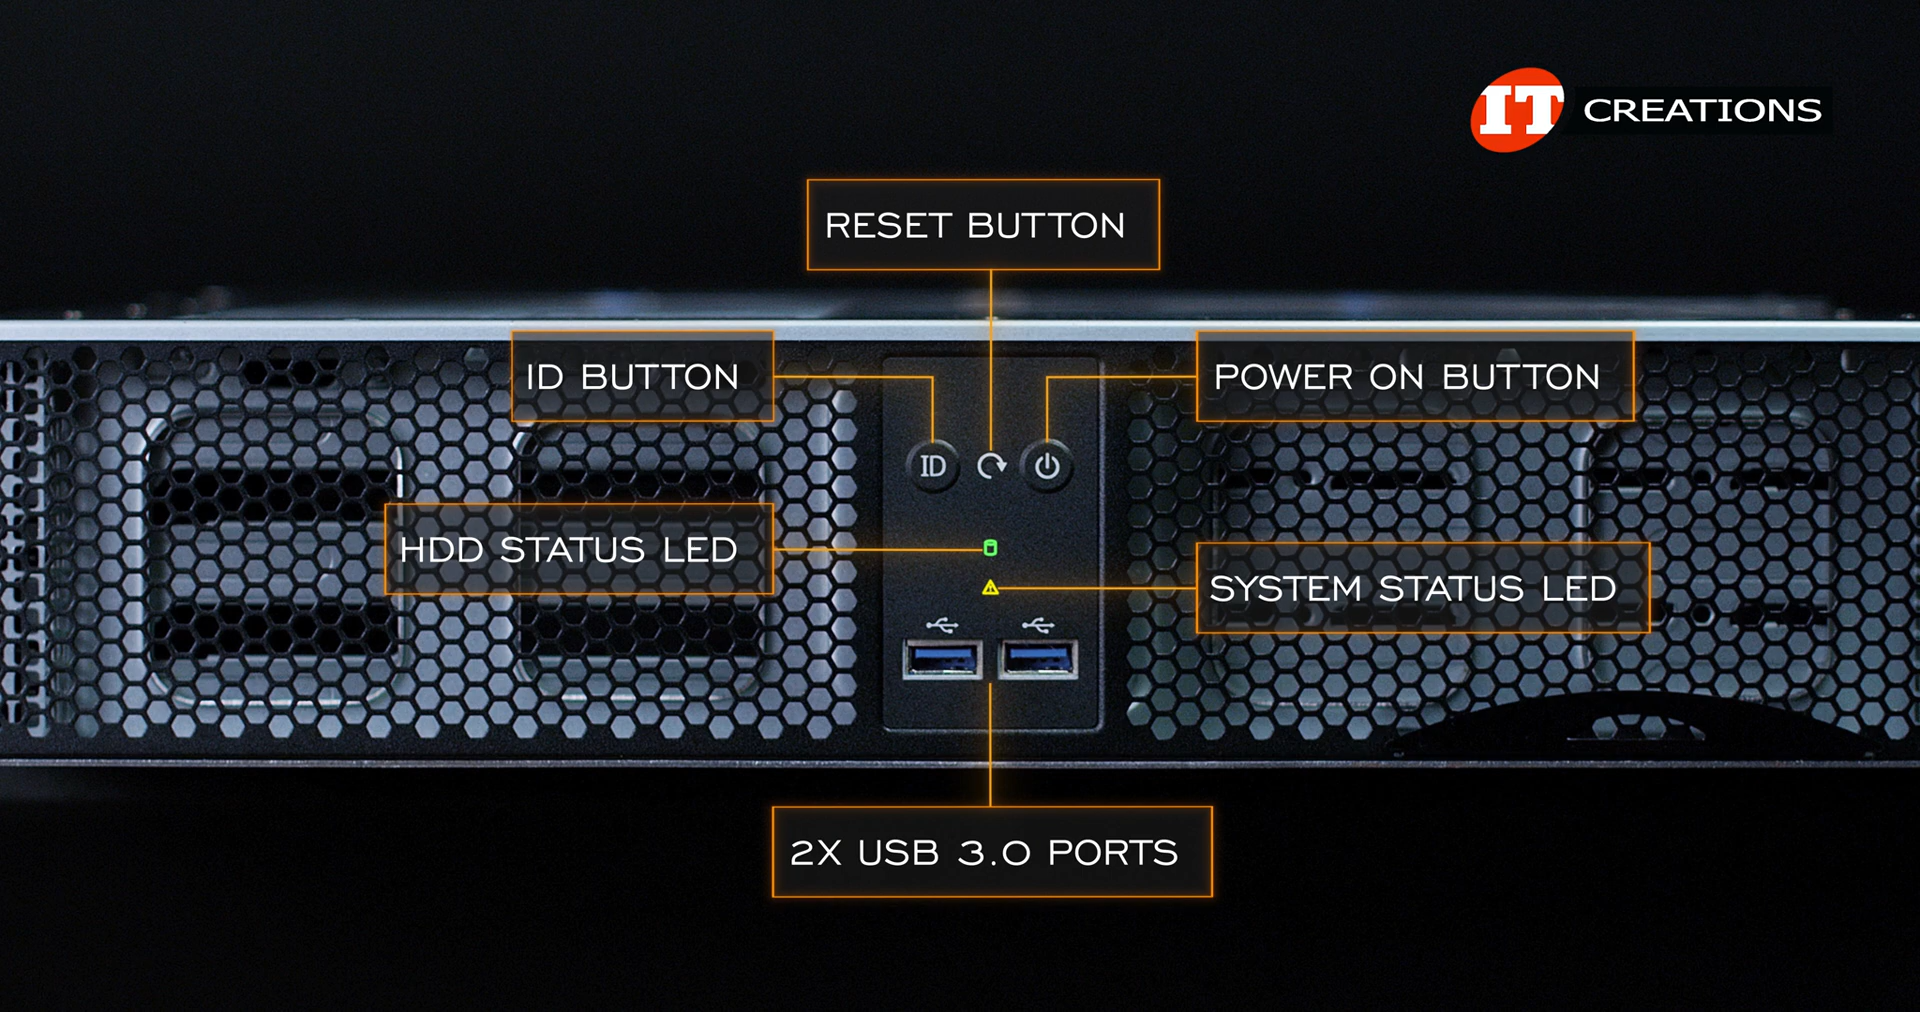 IT CREATIONS
RESET BUTTON
ID BUTTON
POWER ON BUTTON
ID
HDD STATUS LED
SYSTEM STATUS LED
2X USB 3.0 PORTS